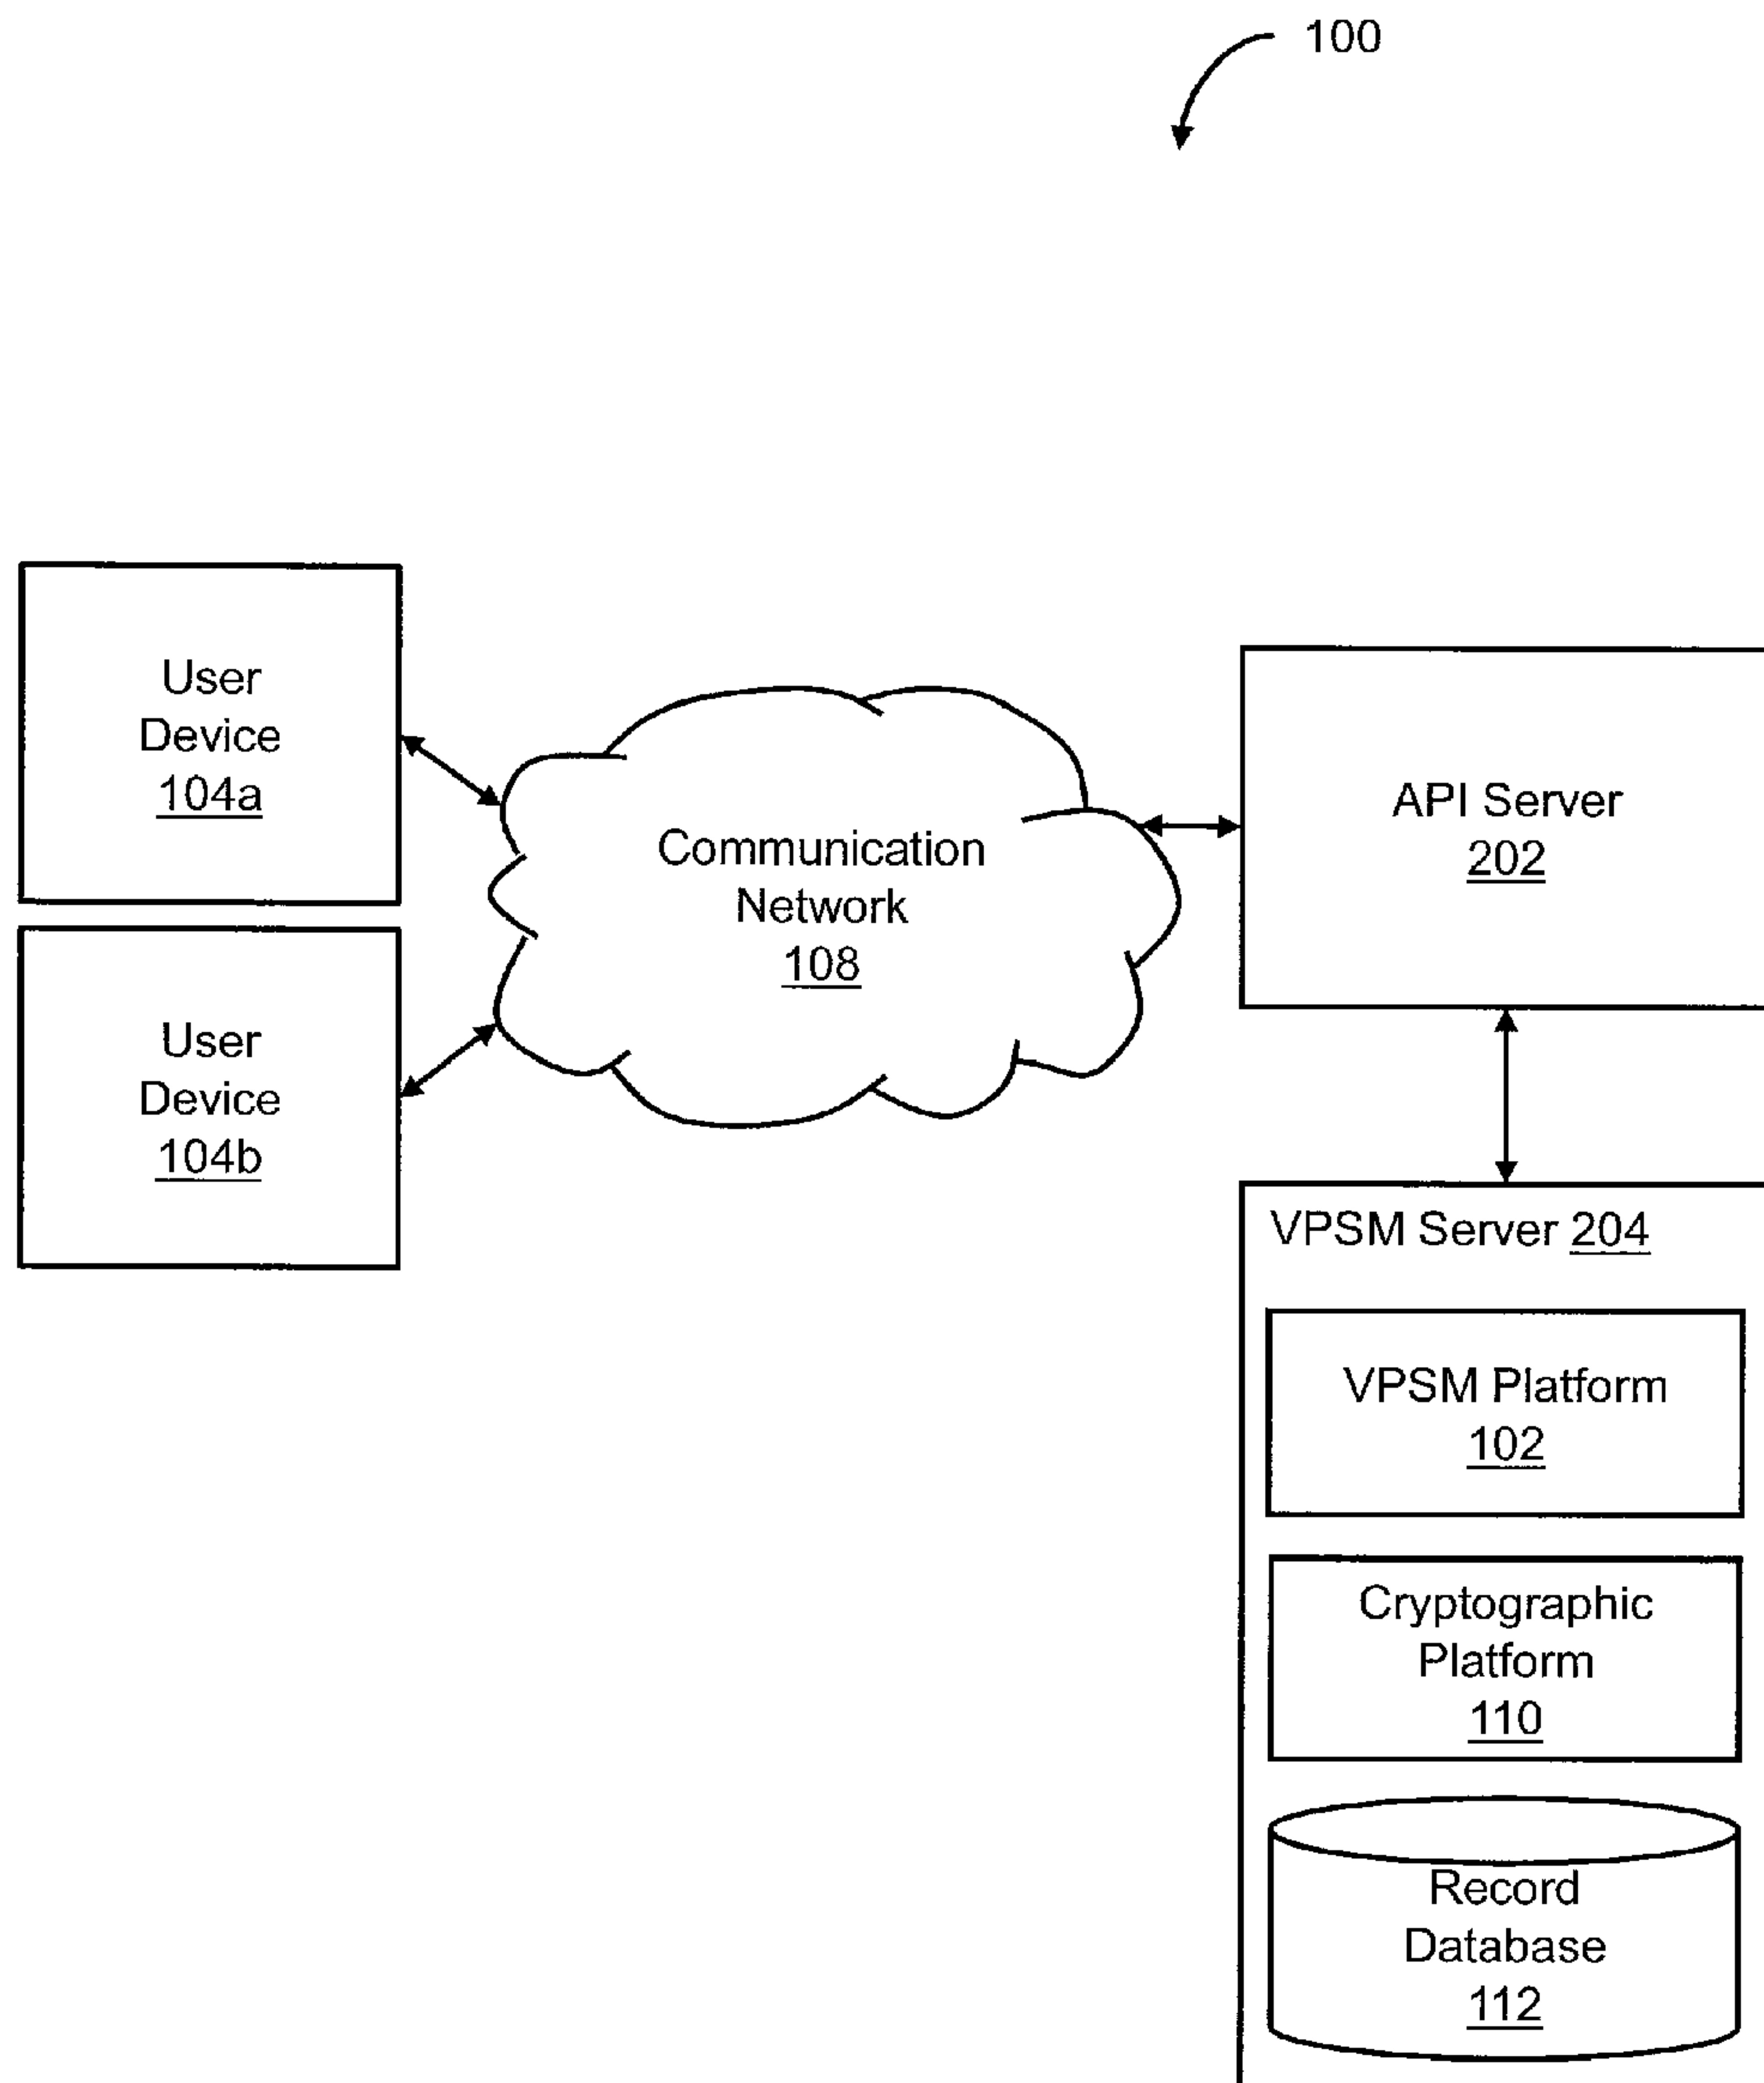 100
User
Device
104a
User
Device
104b
Communication
Network
108
API Server
202
VPSM Server 204
VPSM Platform
102
Cryptographic
Platform
110
Record
Database
112